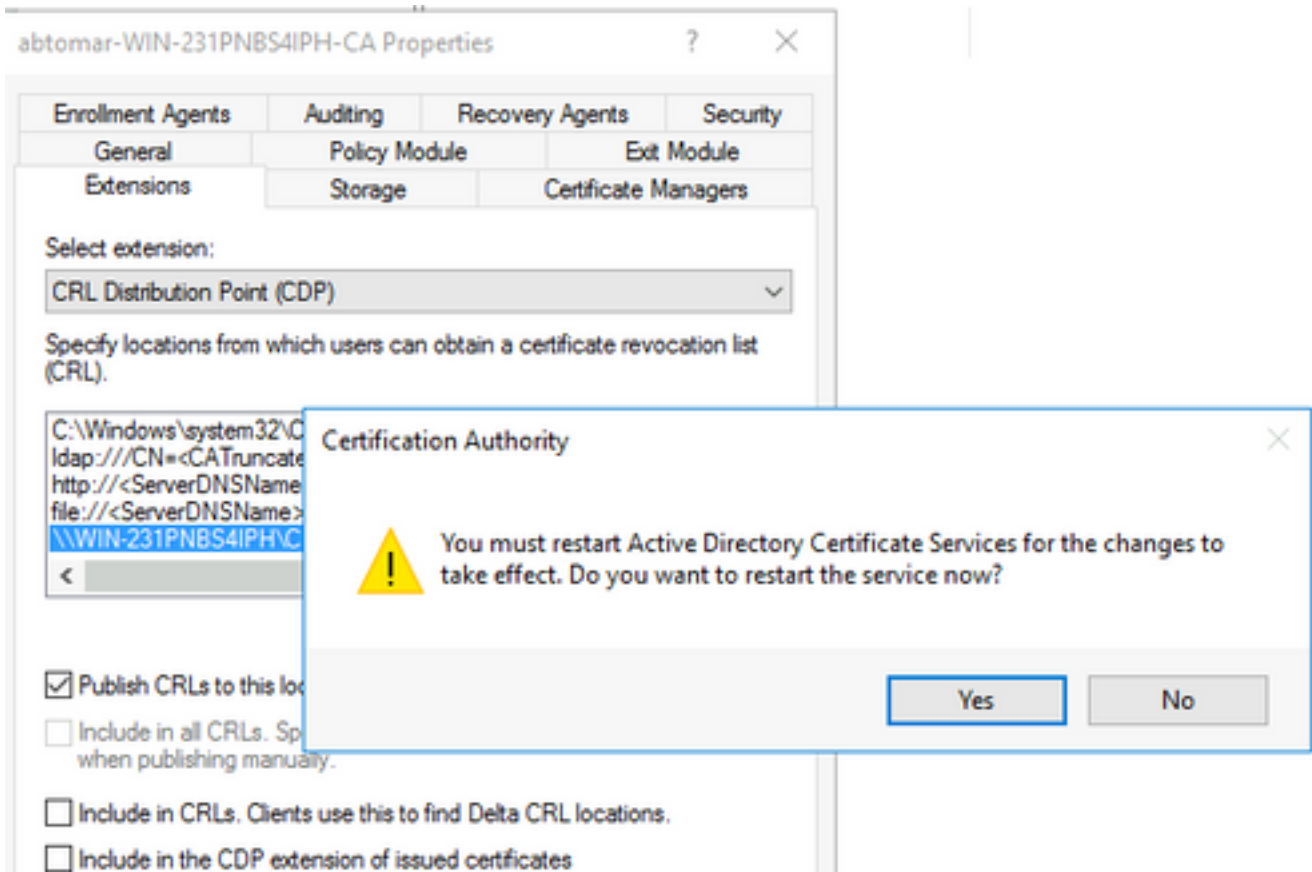 abtomar-WIN-231PNBS4IPH-CA Properties ? ×
Enrollment Agents Auditing Recovery Agents Security
General Policy Module Exit Module
Extensions Storage Certificate Managers
Select extension:
CRL Distribution Point (CDP)
Specify locations from which users can obtain a certificate revocation list
(CRL).
C:\Windows\system32\C
ldap:///CN=<CATruncate
http://<ServerDNSName
file://<ServerDNSName>
\\WIN-231PNBS4IPH\C
Certification Authority
You must restart Active Directory Certificate Services for the changes to
take effect. Do you want to restart the service now?
Yes No
Publish CRLs to this loc
Include in all CRLs. Sp
when publishing manually.
Include in CRLs. Clients use this to find Delta CRL locations.
Include in the CDP extension of issued certificates